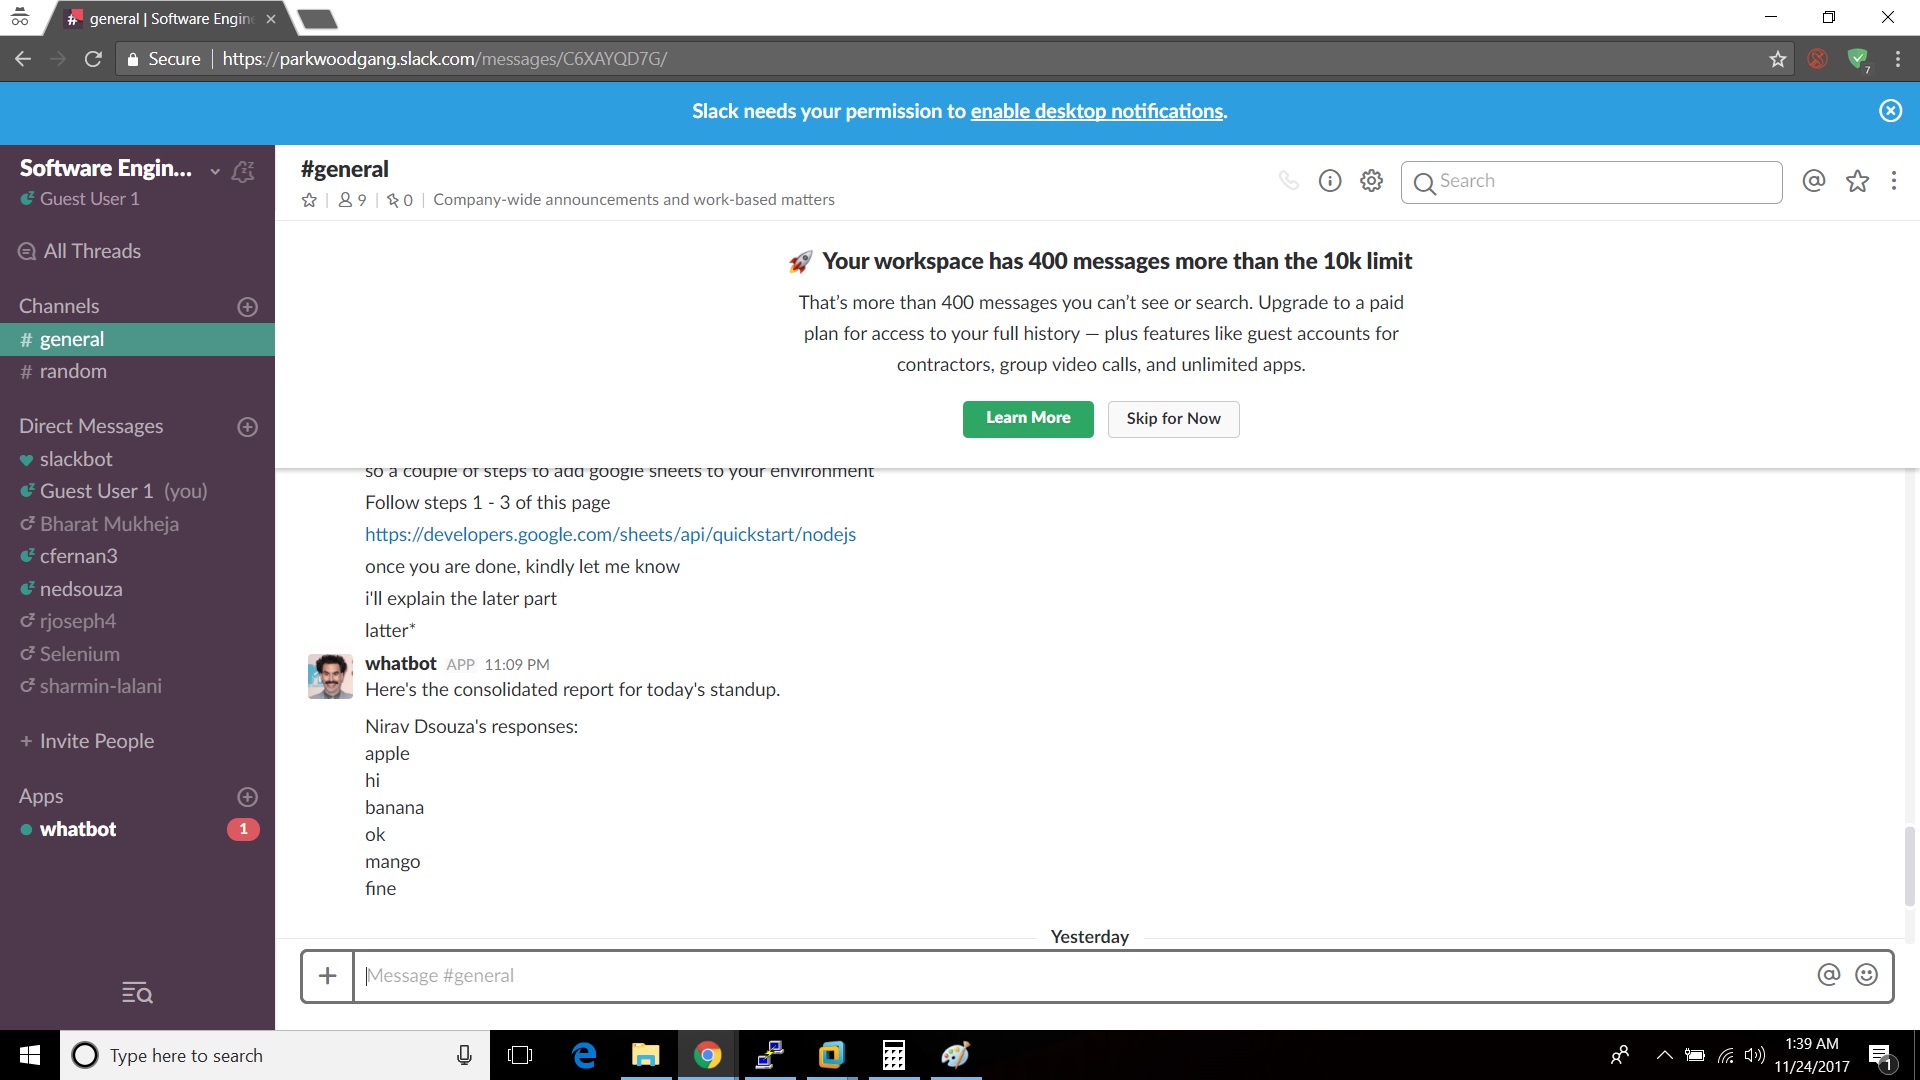 general | Software Engin
Secure | https://parkwoodgang.slack.com/messages/C6XAYQD7G/
7
Slack needs your permission to enable desktop notifications.
Software Engin...
Guest User 1
All Threads
Channels
# general
# random
Direct Messages
slackbot
Guest User 1 (you)
Bharat Mukheja
cfernan3
nedsouza
rjoseph4
Selenium
sharmin-lalani
+ Invite People
Apps
whatbot 1
#general
9 | 0 | Company-wide announcements and work-based matters
Search
Your workspace has 400 messages more than the 10k limit
That's more than 400 messages you can't see or search. Upgrade to a paid
plan for access to your full history — plus features like guest accounts for
contractors, group video calls, and unlimited apps.
Learn More Skip for Now
so a couple of steps to add google sheets to your environment
Follow steps 1 - 3 of this page
https://developers.google.com/sheets/api/quickstart/nodejs
once you are done, kindly let me know
i'll explain the later part
latter*
whatbot APP 11:09 PM
Here's the consolidated report for today's standup.
Nirav Dsouza's responses:
apple
hi
banana
ok
mango
fine
Yesterday
Message #general
Type here to search
1:39 AM
11/24/2017
1